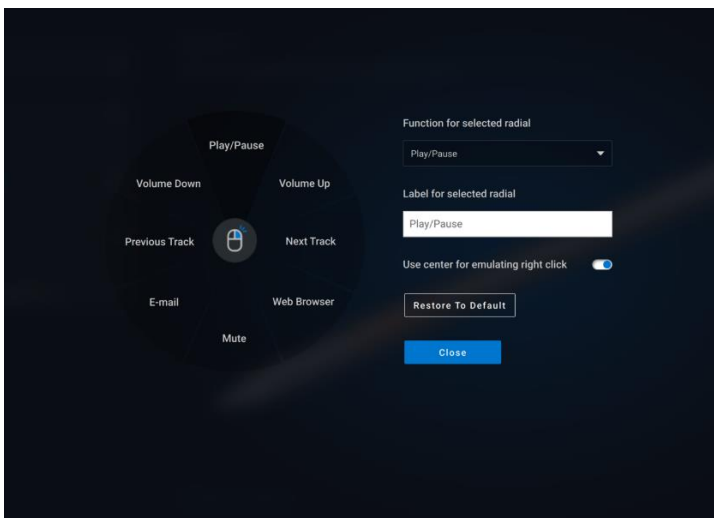 Play/Pause
Volume Down
Volume Up
Previous Track
Next Track
E-mail
Web Browser
Mute
Function for selected radial
Play/Pause
Label for selected radial
Play/Pause
Use center for emulating right click
Restore To Default
Close